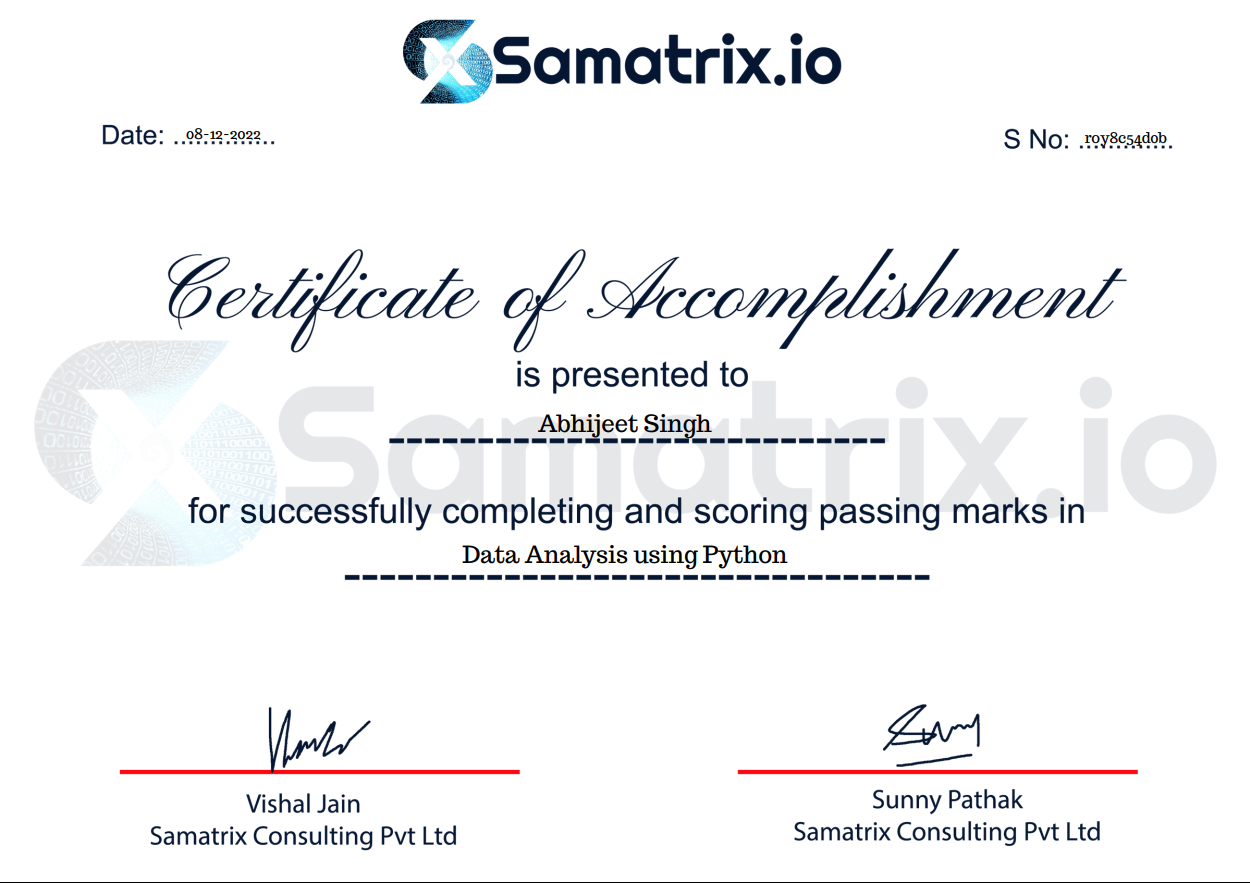 Samatrix.io
Date: ..08-12-2022..
S No: .roy8c54d0b.
Certificate of Accomplishment
is presented to
Abhijeet Singh
Samatrix.io
for successfully completing and scoring passing marks in
Data Analysis using Python
Vishal Jain
Samatrix Consulting Pvt Ltd
Sunny Pathak
Samatrix Consulting Pvt Ltd